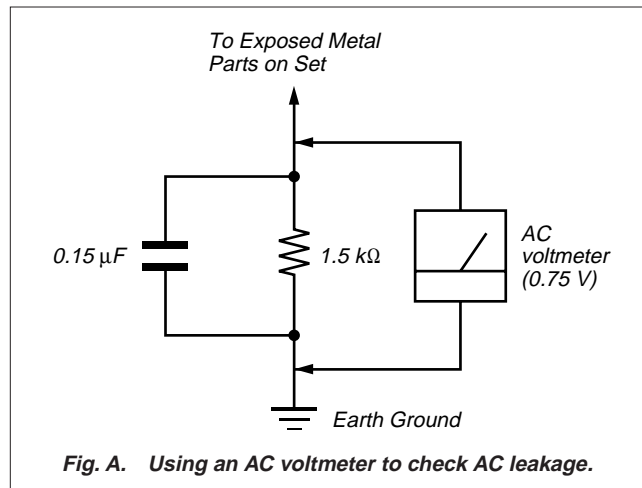 To Exposed Metal
Parts on Set
0.15 μF
1.5 kΩ
AC
voltmeter
(0.75 V)
Earth Ground
Fig. A. Using an AC voltmeter to check AC leakage.